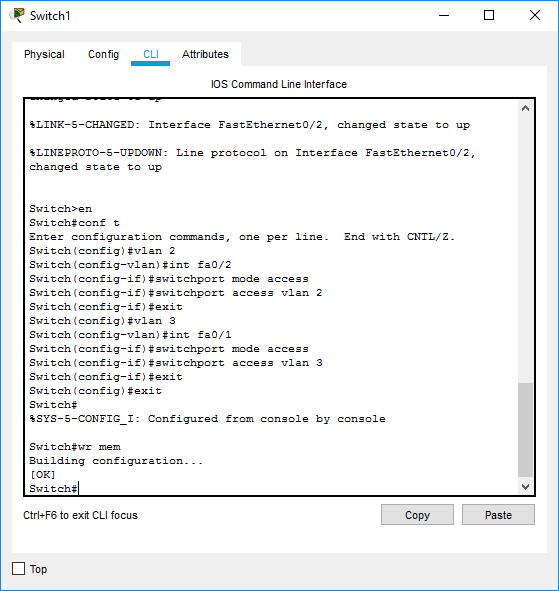 Switch1
Physical Config CLI Attributes
IOS Command Line Interface
changed state to up
%LINK-5-CHANGED: Interface FastEthernet0/2, changed state to up
%LINEPROTO-5-UPDOWN: Line protocol on Interface FastEthernet0/2,
changed state to up
Switch>en
Switch#conf t
Enter configuration commands, one per line.  End with CNTL/Z.
Switch(config)#vlan 2
Switch(config-vlan)#int fa0/2
Switch(config-if)#switchport mode access
Switch(config-if)#switchport access vlan 2
Switch(config-if)#exit
Switch(config)#vlan 3
Switch(config-vlan)#int fa0/1
Switch(config-if)#switchport mode access
Switch(config-if)#switchport access vlan 3
Switch(config-if)#exit
Switch(config)#exit
Switch#
%SYS-5-CONFIG_I: Configured from console by console
Switch#wr mem
Building configuration...
[OK]
Switch#
Ctrl+F6 to exit CLI focus
Copy Paste
Top